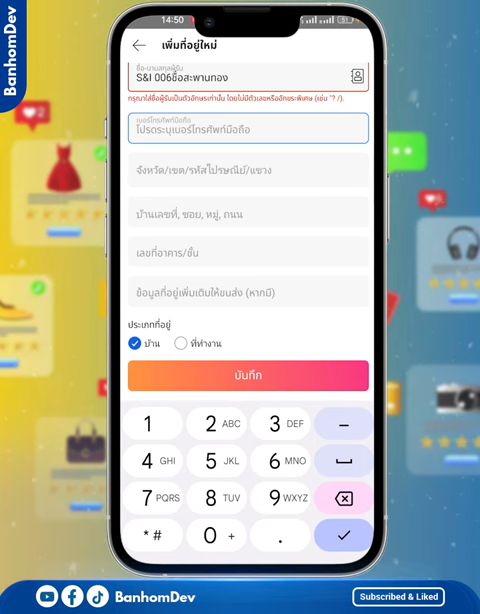 BanhomDev
14:50
51
เพิ่มที่อยู่ใหม่
ชื่อ-นามสกุลผู้รับ
S&I 006ชื่อสะพานทอง
กรุณาใส่ชื่อผู้รับเป็นตัวอักษรเท่านั้น โดยไม่มีตัวเลขหรืออักขระพิเศษ (เช่น "? /).
เบอร์โทรศัพท์มือถือ
โปรดระบุเบอร์โทรศัพท์มือถือ
จังหวัด/เขต/รหัสไปรษณีย์/แขวง
บ้านเลขที่, ซอย, หมู่, ถนน
เลขที่อาคาร/ชั้น
ข้อมูลที่อยู่เพิ่มเติมให้ขนส่ง (หากมี)
ประเภทที่อยู่
บ้าน ที่ทำงาน
บันทึก
1 2 ABC 3 DEF –
4 GHI 5 JKL 6 MNO
7 PQRS 8 TUV 9 WXYZ
* # 0 + .
BanhomDev
Subscribed & Liked